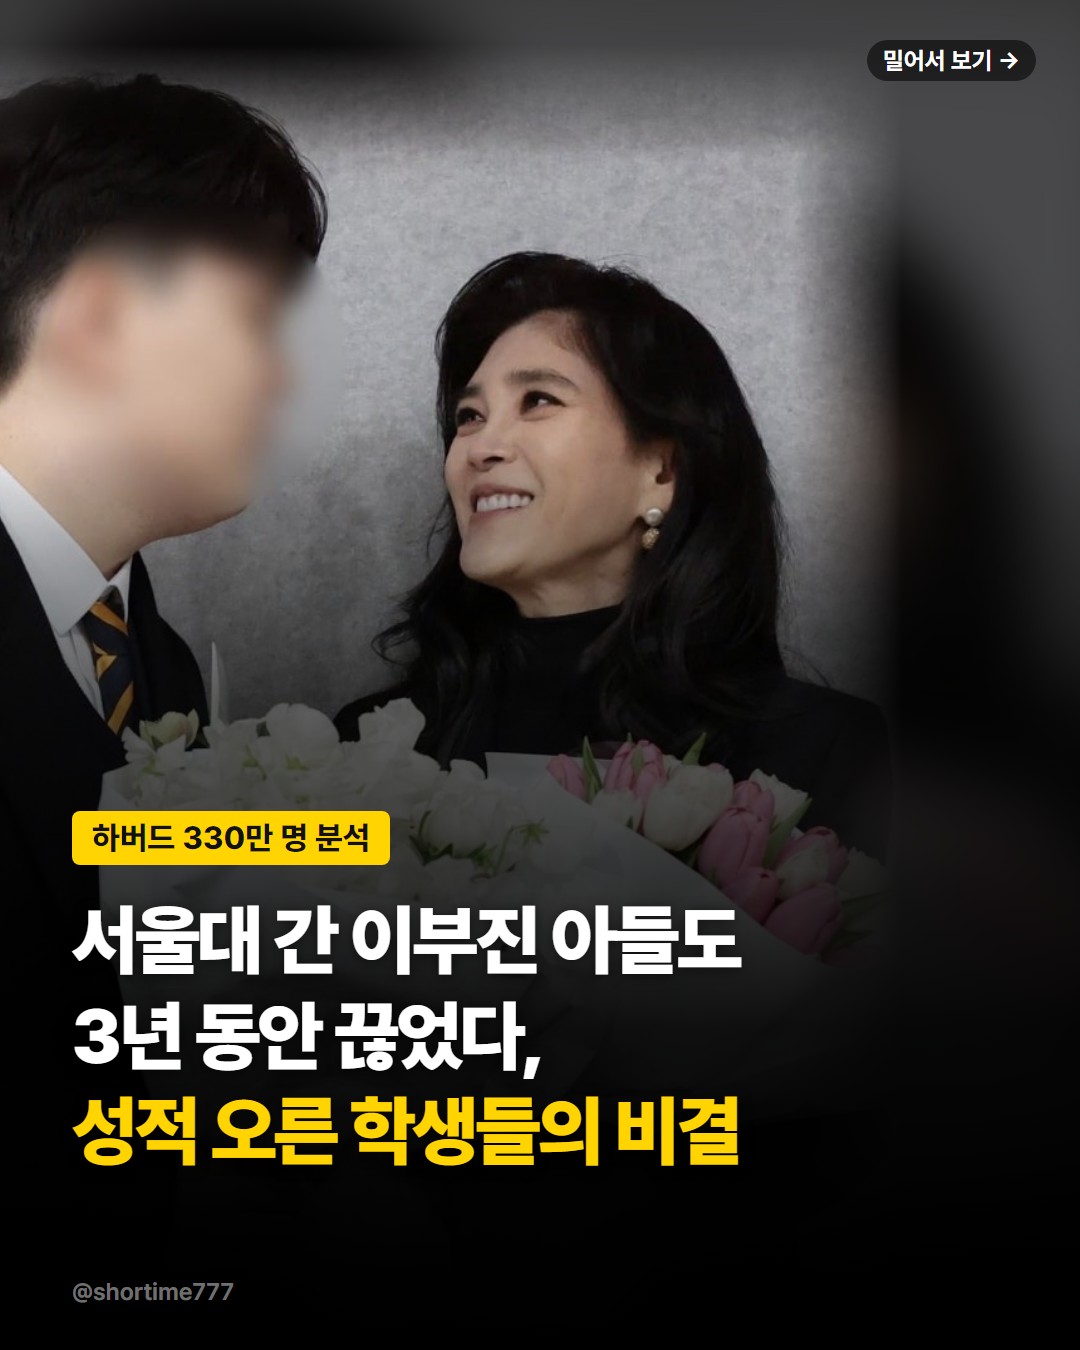 밀어서 보기 →
하버드 330만 명 분석
서울대 간 이부진 아들도
3년 동안 끊었다,
성적 오른 학생들의 비결
@shortime777